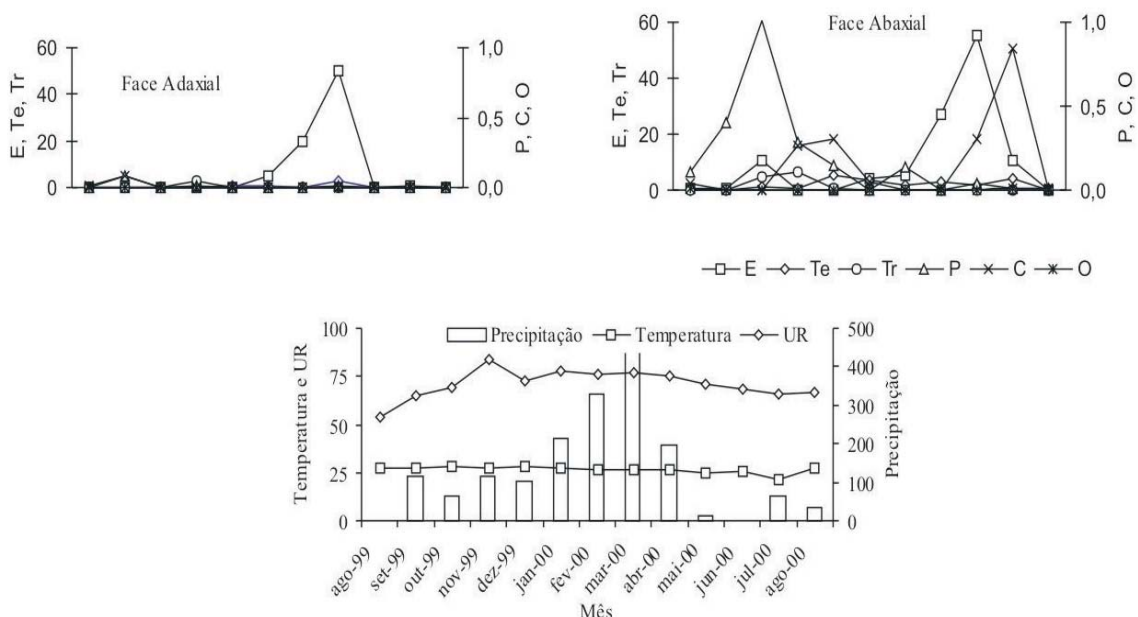 Face Adaxial
E, Te, Tr
60
40
20
0
1,0
0,5
0,0
P, C, O
Face Abaxial
E, Te, Tr
60
40
20
0
1,0
0,5
0,0
P, C, O
E Te Tr P C O
Precipitação Temperatura UR
Temperatura e UR
100
75
50
25
0
500
400
300
200
100
0
Precipitação
ago-99 set-99 out-99 nov-99 dez-99 jan-00 fev-00 mar-00 abr-00 mai-00 jun-00 jul-00 ago-00
Mês